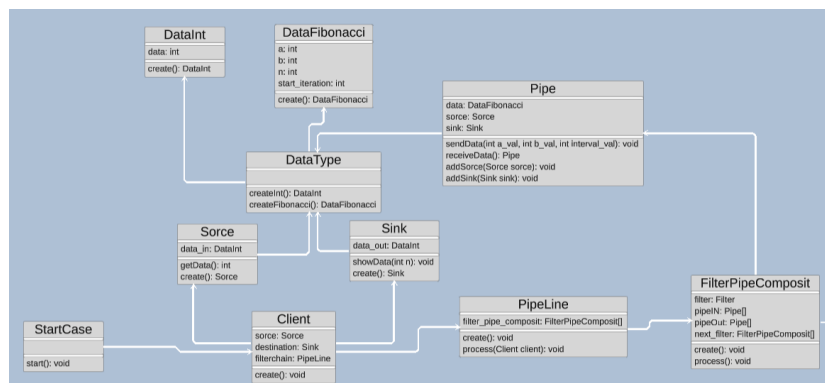 DataInt
data: int
create(): DataInt
DataFibonacci
a: int
b: int
n: int
start_iteration: int
create(): DataFibonacci
Pipe
data: DataFibonacci
sorce: Sorce
sink: Sink
sendData(int a_val, int b_val, int interval_val): void
receiveData(): Pipe
addSorce(Sorce sorce): void
addSink(Sink sink): void
DataType
createInt(): DataInt
createFibonacci(): DataFibonacci
Sorce
data_in: DataInt
getData(): int
create(): Sorce
Sink
data_out: DataInt
showData(int n): void
create(): Sink
StartCase
start(): void
Client
sorce: Sorce
destination: Sink
filterchain: PipeLine
create(): void
PipeLine
filter_pipe_composit: FilterPipeComposit[]
create(): void
process(Client client): void
FilterPipeComposit
filter: Filter
pipeIN: Pipe[]
pipeOut: Pipe[]
next_filter: FilterPipeComposit[]
create(): void
process(): void